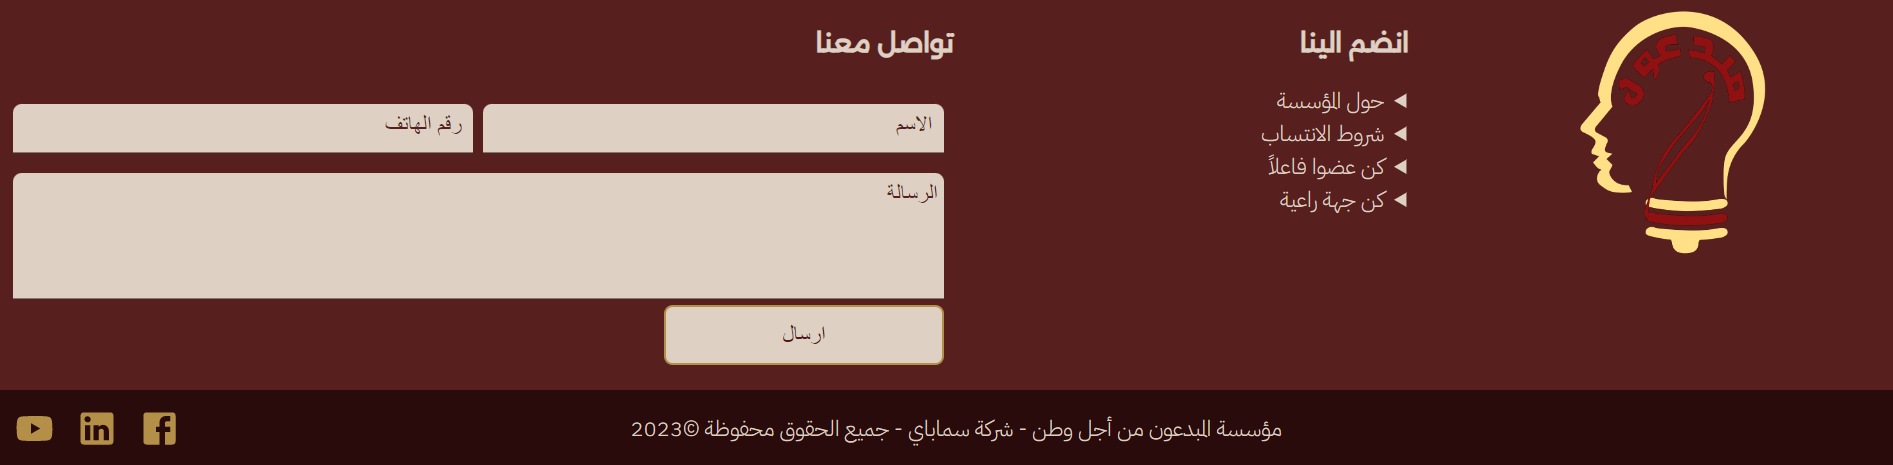 مبدعون
انضم الينا
حول المؤسسة
شروط الانتساب
كن عضوا فاعلاً
كن جهة راعية
تواصل معنا
الاسم
رقم الهاتف
الرسالة
ارسال
مؤسسة المبدعون من أجل وطن - شركة سماباي - جميع الحقوق محفوظة ©2023